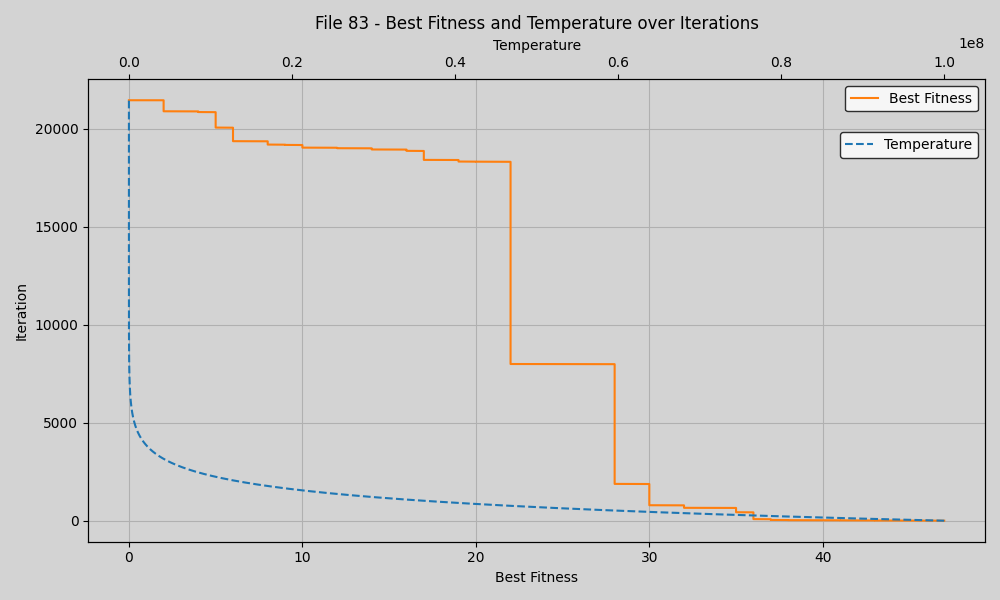 File 83 - Best Fitness and Temperature over Iterations
Temperature
1e8
0.0 0.2 0.4 0.6 0.8 1.0
Best Fitness
Temperature
20000
15000
10000
5000
0
Iteration
0 10 20 30 40
Best Fitness